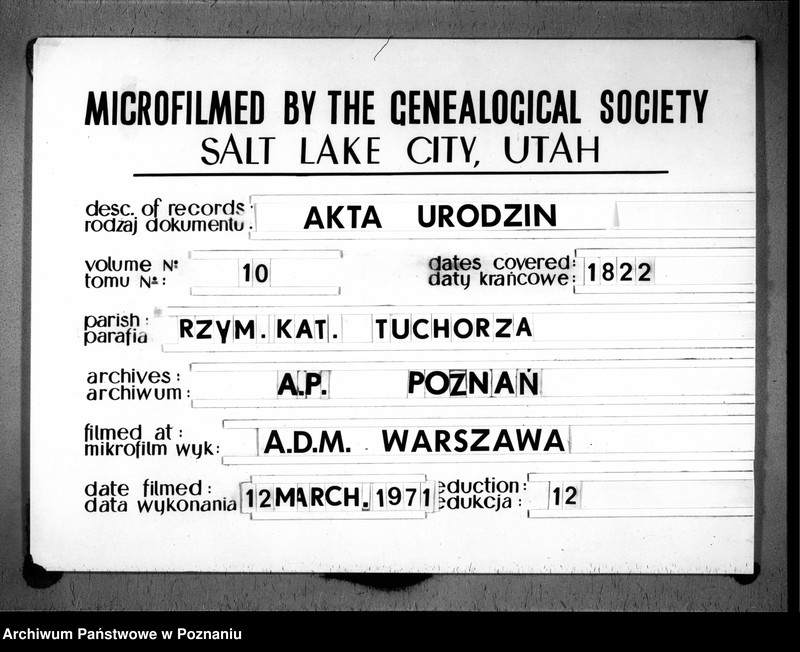 MICROFILMED BY THE GENEALOGICAL SOCIETY
SALT LAKE CITY, UTAH
desc. of records:
rodzaj dokumentu: AKTA URODZIN
volume №
tomu №: 10
dates covered:
daty krańcowe: 1822
parish:
parafia RZYM. KAT. TUCHORZA
archives:
archiwum: A.P. POZNAŃ
filmed at:
mikrofilm wyk: A.D.M. WARSZAWA
date filmed:
data wykonania 12 MARCH. 1971
eduction:
edukcja: 12
Archiwum Państwowe w Poznaniu